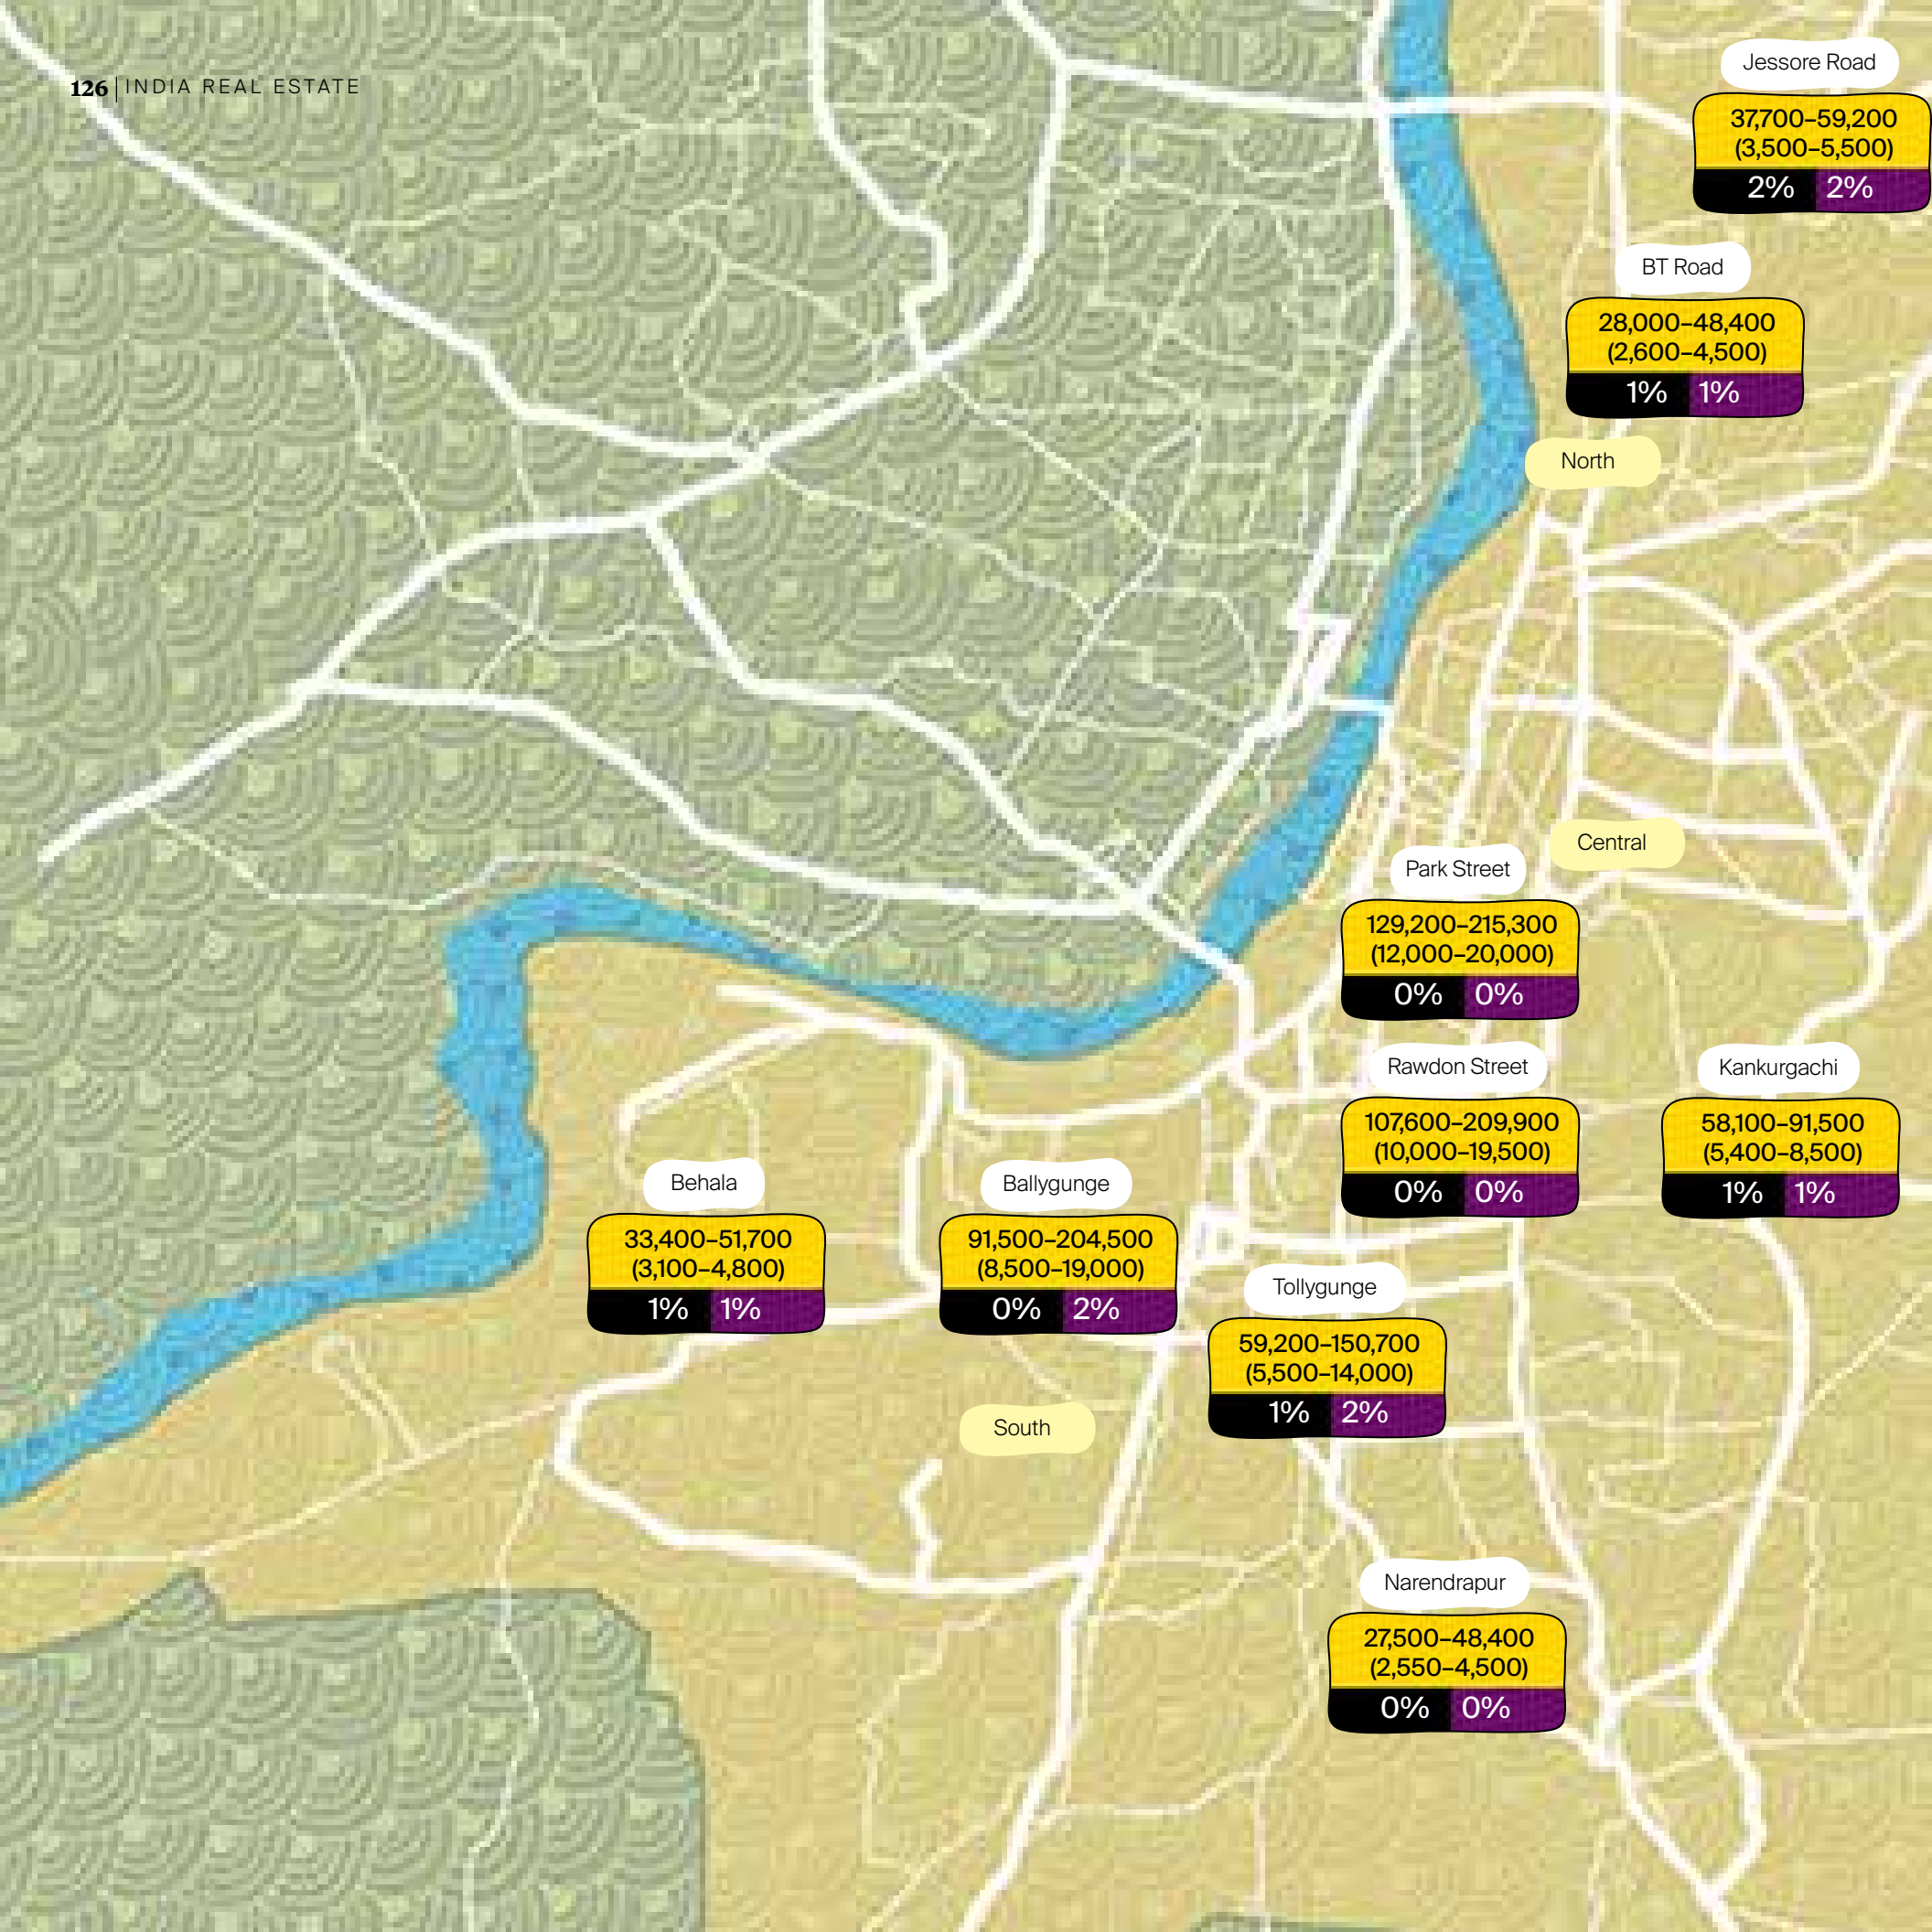 126 | INDIA REAL ESTATE
Jessore Road
37,700–59,200
(3,500–5,500)
2% 2%
BT Road
28,000–48,400
(2,600–4,500)
1% 1%
North
Central
Park Street
129,200–215,300
(12,000–20,000)
0% 0%
Rawdon Street
107,600–209,900
(10,000–19,500)
0% 0%
Kankurgachi
58,100–91,500
(5,400–8,500)
1% 1%
Behala
33,400–51,700
(3,100–4,800)
1% 1%
Ballygunge
91,500–204,500
(8,500–19,000)
0% 2%
Tollygunge
59,200–150,700
(5,500–14,000)
1% 2%
South
Narendrapur
27,500–48,400
(2,550–4,500)
0% 0%